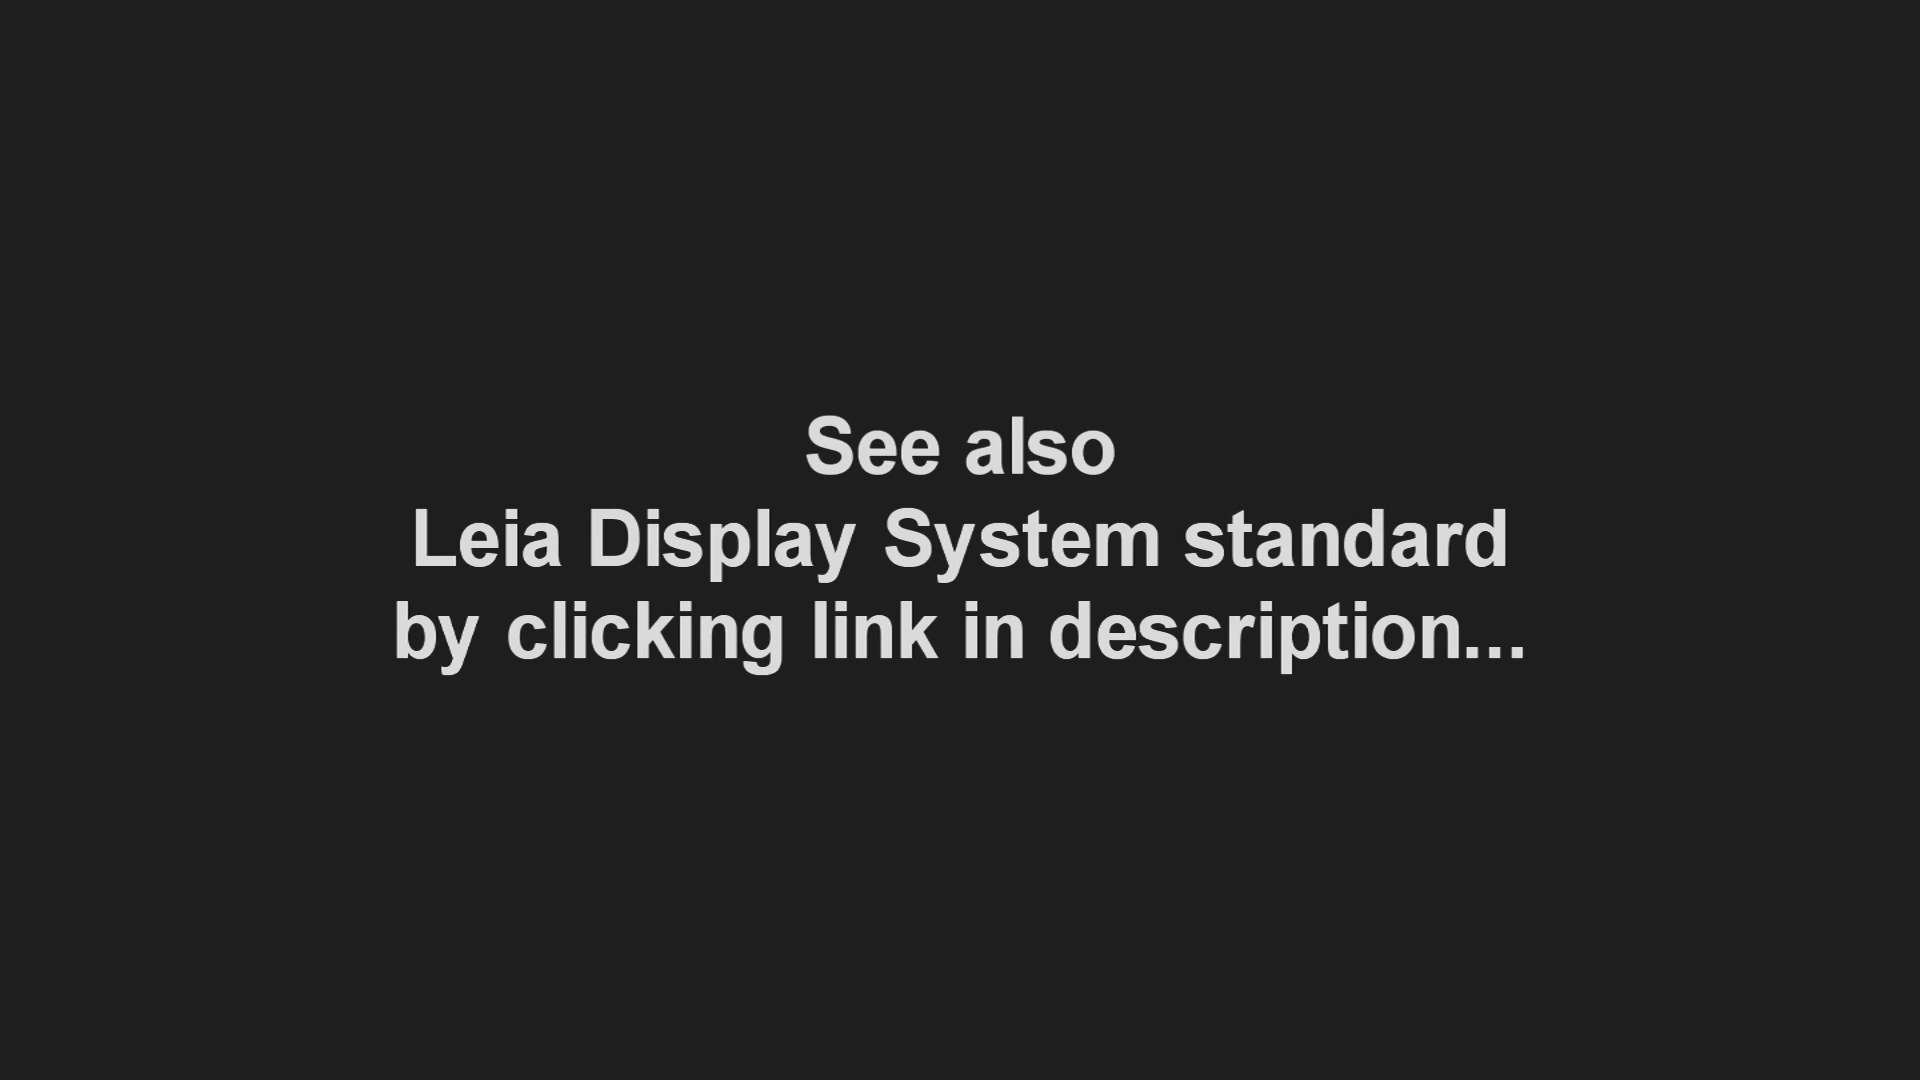 See also
Leia Display System standard
by clicking link in description...